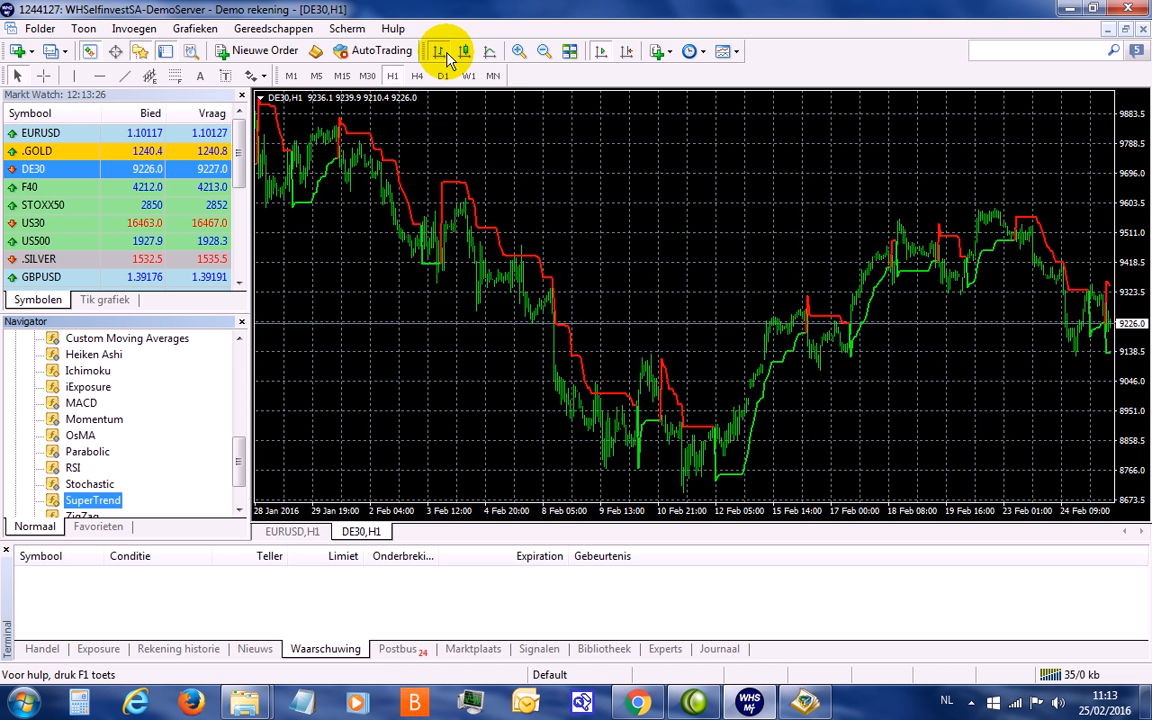 1244127: WHSelfinvestSA-DemoServer - Demo rekening - [DE30,H1]
Folder Toon Invoegen Grafieken Gereedschappen Scherm Hulp
Nieuwe Order AutoTrading 5
A T M1 M5 M15 M30 H1 H4 D1 W1 MN
Markt Watch: 12:13:26
Symbool Bied Vraag
EURUSD 1.10117 1.10127
.GOLD 1240.4 1240.8
DE30 9226.0 9227.0
F40 4212.0 4213.0
STOXX50 2850 2852
US30 16463.0 16467.0
US500 1927.9 1928.3
.SILVER 1532.5 1535.5
GBPUSD 1.39176 1.39191
Symbolen Tik grafiek
Navigator
Custom Moving Averages
Heiken Ashi
Ichimoku
iExposure
MACD
Momentum
OsMA
Parabolic
RSI
Stochastic
SuperTrend
ZigZag
Normaal Favorieten
DE30,H1 9236.1 9239.9 9210.4 9226.0
9883.5
9788.5
9696.0
9603.5
9511.0
9418.5
9323.5
9226.0
9138.5
9046.0
8951.0
8858.5
8766.0
8673.5
28 Jan 2016 29 Jan 19:00 2 Feb 04:00 3 Feb 12:00 4 Feb 20:00 8 Feb 05:00 9 Feb 13:00 10 Feb 21:00 12 Feb 05:00 15 Feb 14:00 17 Feb 00:00 18 Feb 08:00 19 Feb 16:00 23 Feb 01:00 24 Feb 09:00
EURUSD,H1 DE30,H1
Symbool Conditie Teller Limiet Onderbreki... Expiration Gebeurtenis
Terminal
Handel Exposure Rekening historie Nieuws Waarschuwing Postbus 24 Marktplaats Signalen Bibliotheek Experts Journaal
Voor hulp, druk F1 toets Default 35/0 kb
B WHS NL 11:13
25/02/2016